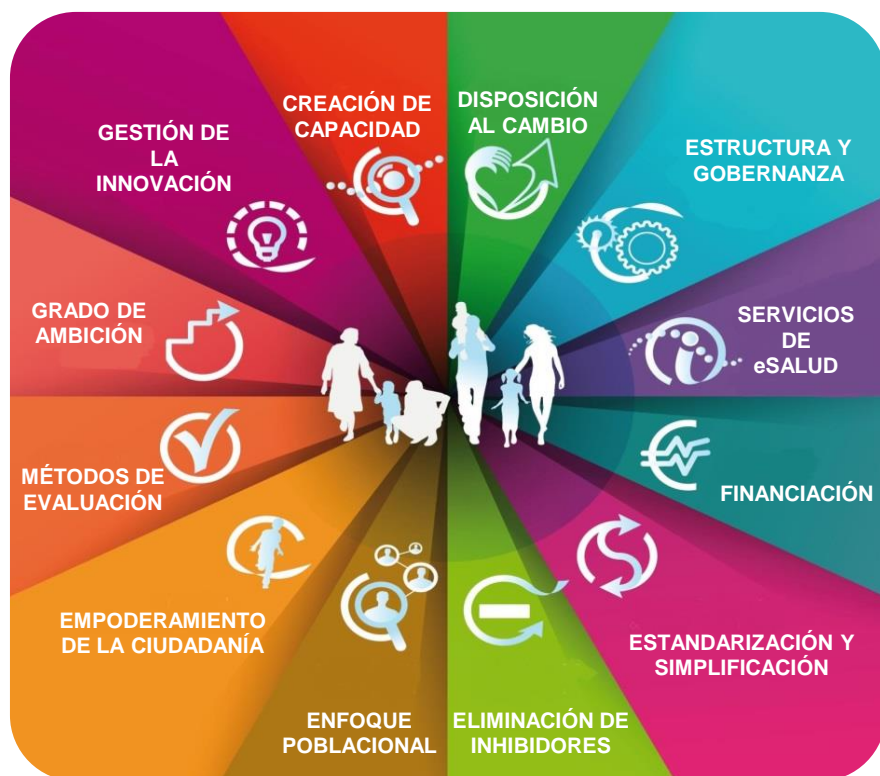 CREACIÓN DE
CAPACIDAD
DISPOSICIÓN
AL CAMBIO
GESTIÓN DE
LA
INNOVACIÓN
ESTRUCTURA Y
GOBERNANZA
GRADO DE
AMBICIÓN
SERVICIOS
DE
eSALUD
MÉTODOS DE
EVALUACIÓN
FINANCIACIÓN
EMPODERAMIENTO
DE LA CIUDADANÍA
ESTANDARIZACIÓN Y
SIMPLIFICACIÓN
ENFOQUE
POBLACIONAL
ELIMINACIÓN DE
INHIBIDORES